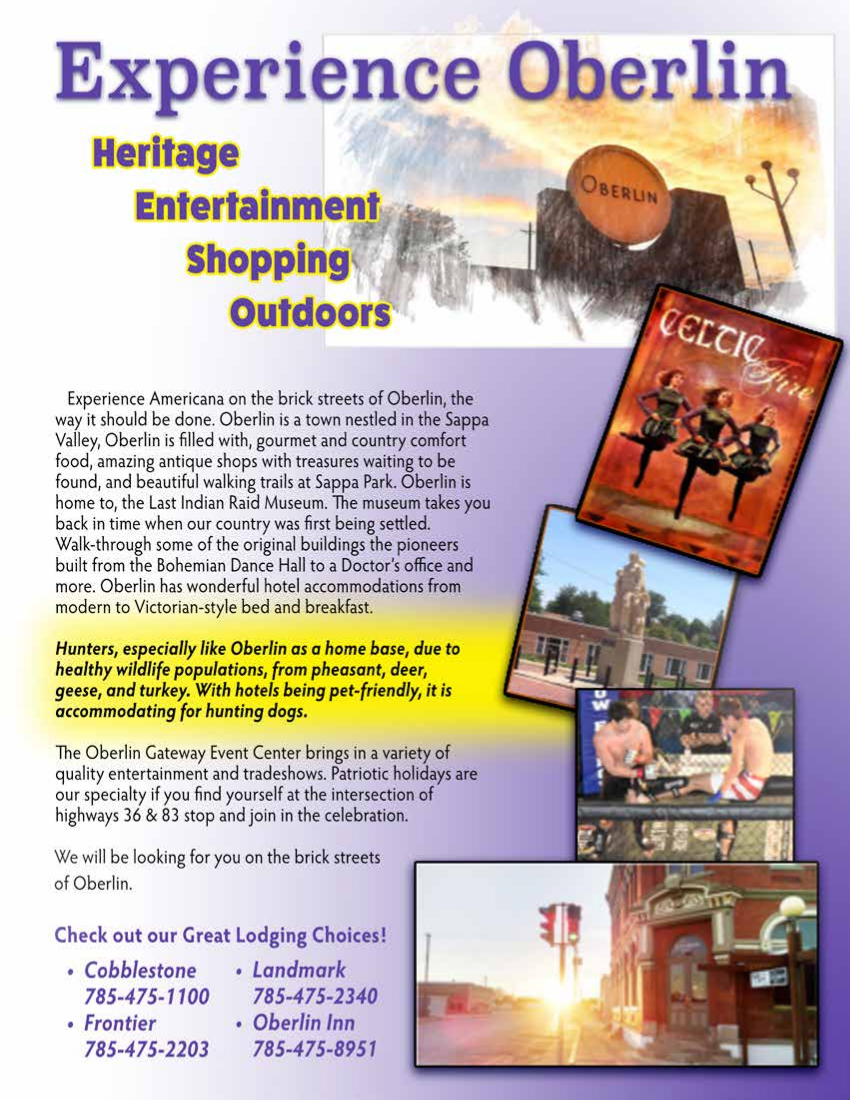 Experience Oberlin
Heritage
Entertainment
Shopping
Outdoors
OBERLIN
CELTIC
Fire
Experience Americana on the brick streets of Oberlin, the
way it should be done. Oberlin is a town nestled in the Sappa
Valley, Oberlin is filled with, gourmet and country comfort
food, amazing antique shops with treasures waiting to be
found, and beautiful walking trails at Sappa Park. Oberlin is
home to, the Last Indian Raid Museum. The museum takes you
back in time when our country was first being settled.
Walk-through some of the original buildings the pioneers
built from the Bohemian Dance Hall to a Doctor's office and
more. Oberlin has wonderful hotel accommodations from
modern to Victorian-style bed and breakfast.
Hunters, especially like Oberlin as a home base, due to
healthy wildlife populations, from pheasant, deer,
geese, and turkey. With hotels being pet-friendly, it is
accommodating for hunting dogs.
The Oberlin Gateway Event Center brings in a variety of
quality entertainment and tradeshows. Patriotic holidays are
our specialty if you find yourself at the intersection of
highways 36 & 83 stop and join in the celebration.
We will be looking for you on the brick streets
of Oberlin.
Check out our Great Lodging Choices!
• Cobblestone
785-475-1100
• Frontier
785-475-2203
• Landmark
785-475-2340
• Oberlin Inn
785-475-8951